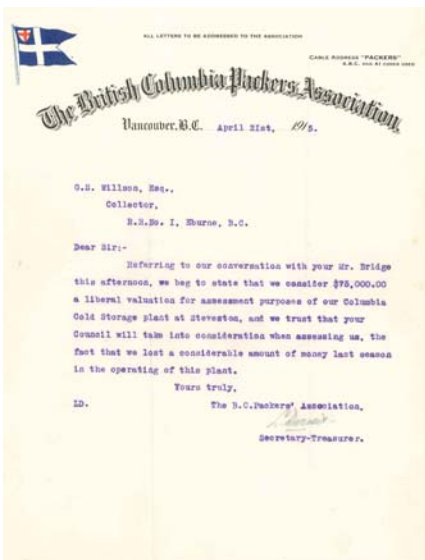 ALL LETTERS TO BE ADDRESSED TO THE ASSOCIATION
CABLE ADDRESS "PACKERS"
A.B.C. AND A1 CODES USED
The British Columbia Packers Association,
Vancouver, B.C. April 21st, 1915.
G.S. Willson, Esq.,
Collector,
R.R.No. I, Eburne, B.C.
Dear Sir:-
Referring to our conversation with your Mr. Bridge
this afternoon, we beg to state that we consider $75,000.00
a liberal valuation for assessment purposes of our Columbia
Cold Storage plant at Steveston, and we trust that your
Council will take into consideration when assessing us, the
fact that we lost a considerable amount of money last season
in the operating of this plant.
Yours truly,
LD. The B.C.Packers' Association,
Secretary-Treasurer.